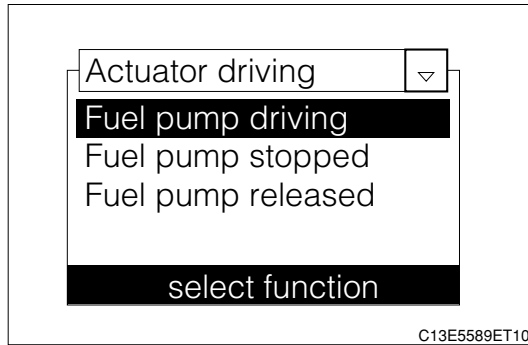 Actuator driving
Fuel pump driving
Fuel pump stopped
Fuel pump released
select function
C13E5589ET10